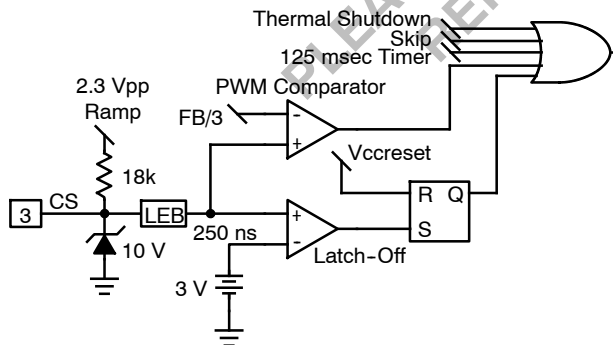 Thermal Shutdown
Skip
125 msec Timer
2.3 Vpp
Ramp
PWM Comparator
FB/3
-
+
Vccreset
18k
3
CS
LEB
250 ns
R Q
S
+
-
10 V
Latch-Off
3 V